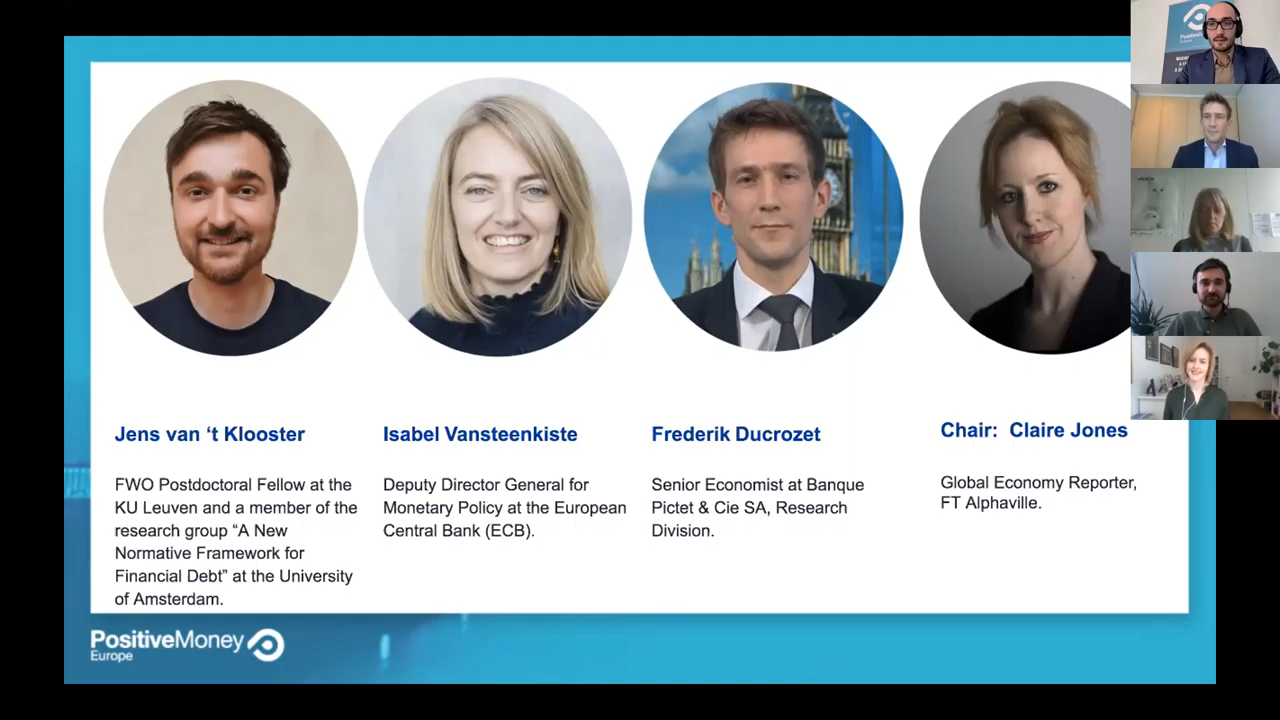 Jens van ‘t Klooster
FWO Postdoctoral Fellow at the
KU Leuven and a member of the
research group “A New
Normative Framework for
Financial Debt” at the University
of Amsterdam.
Isabel Vansteenkiste
Deputy Director General for
Monetary Policy at the European
Central Bank (ECB).
Frederik Ducrozet
Senior Economist at Banque
Pictet & Cie SA, Research
Division.
Chair: Claire Jones
Global Economy Reporter,
FT Alphaville.
PositiveMoney
Europe
PositiveMoney
Europe